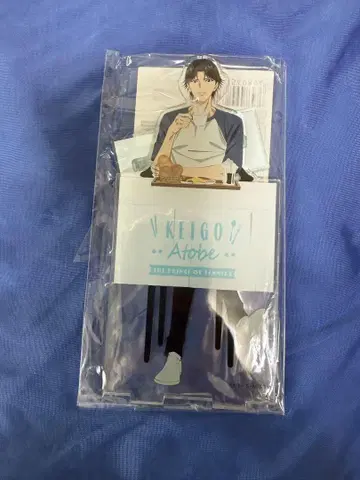 KEIGO
Atobe
THE PRINCE OF TENNIS